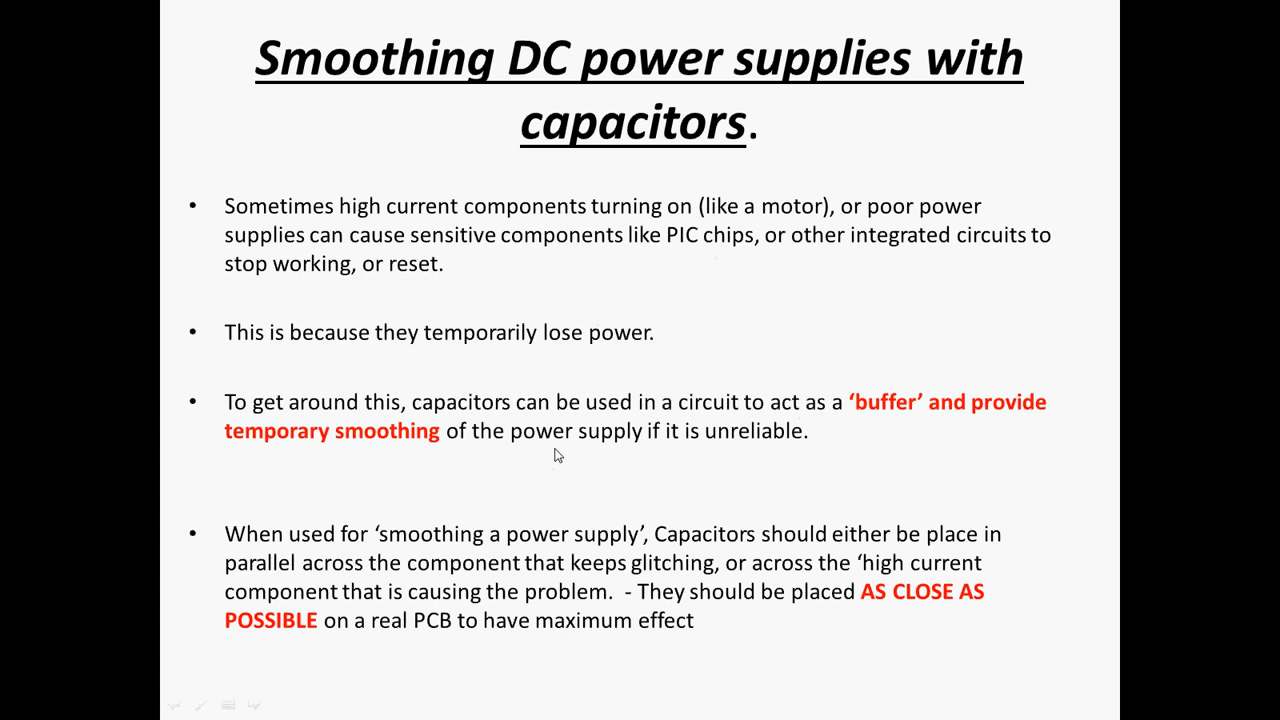 Smoothing DC power supplies with
capacitors.
• Sometimes high current components turning on (like a motor), or poor power
supplies can cause sensitive components like PIC chips, or other integrated circuits to
stop working, or reset.
• This is because they temporarily lose power.
• To get around this, capacitors can be used in a circuit to act as a ‘buffer’ and provide
temporary smoothing of the power supply if it is unreliable.
• When used for ‘smoothing a power supply’, Capacitors should either be place in
parallel across the component that keeps glitching, or across the ‘high current
component that is causing the problem.  - They should be placed AS CLOSE AS
POSSIBLE on a real PCB to have maximum effect